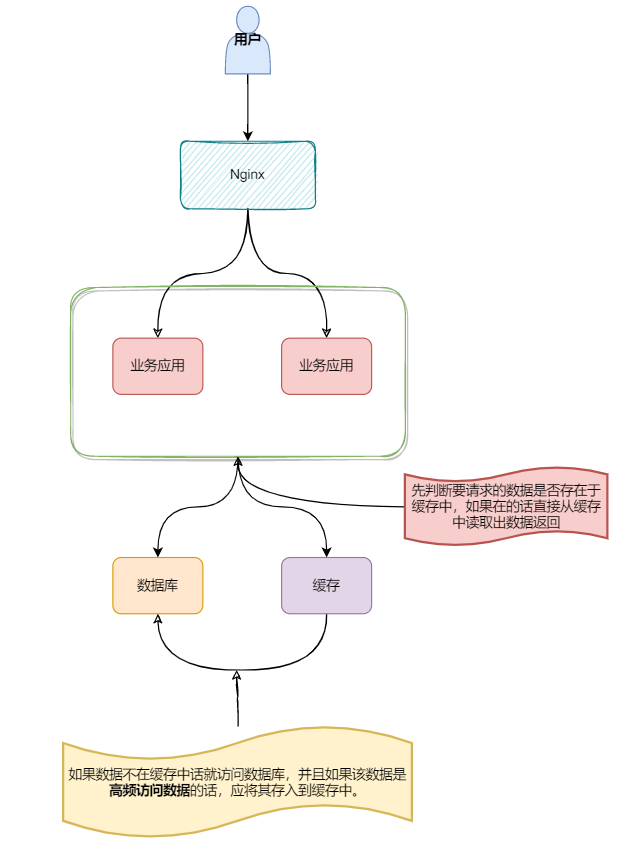 用户
Nginx
业务应用
业务应用
先判断要请求的数据是否存在于
缓存中，如果在的话直接从缓存
中读取出数据返回
数据库
缓存
如果数据不在缓存中话就访问数据库，并且如果该数据是
高频访问数据的话，应将其存入到缓存中。